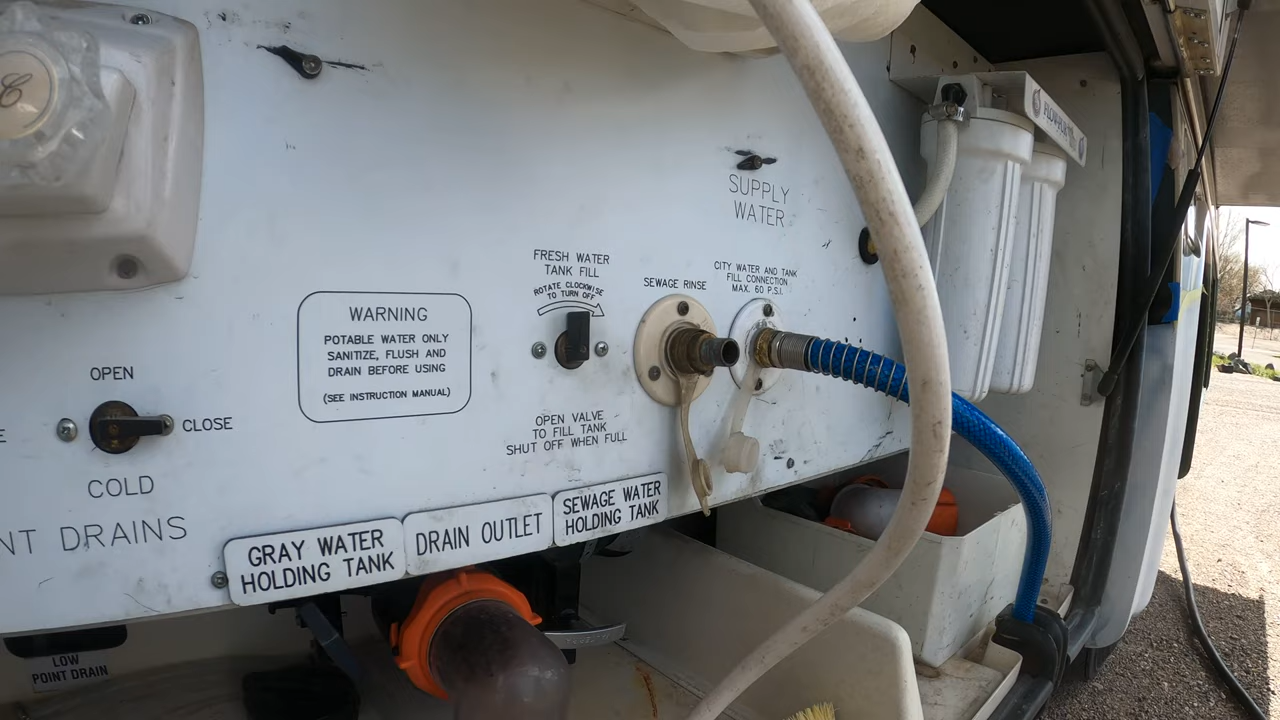 C
SUPPLY
WATER
FRESH WATER
TANK FILL
ROTATE CLOCKWISE
TO TURN OFF
SEWAGE RINSE
CITY WATER AND TANK
FILL CONNECTION
MAX. 60 P.S.I.
WARNING
POTABLE WATER ONLY
SANITIZE, FLUSH AND
DRAIN BEFORE USING
(SEE INSTRUCTION MANUAL)
OPEN
E
CLOSE
COLD
NT DRAINS
OPEN VALVE
TO FILL TANK
SHUT OFF WHEN FULL
GRAY WATER
HOLDING TANK
DRAIN OUTLET
SEWAGE WATER
HOLDING TANK
LOW
POINT DRAIN